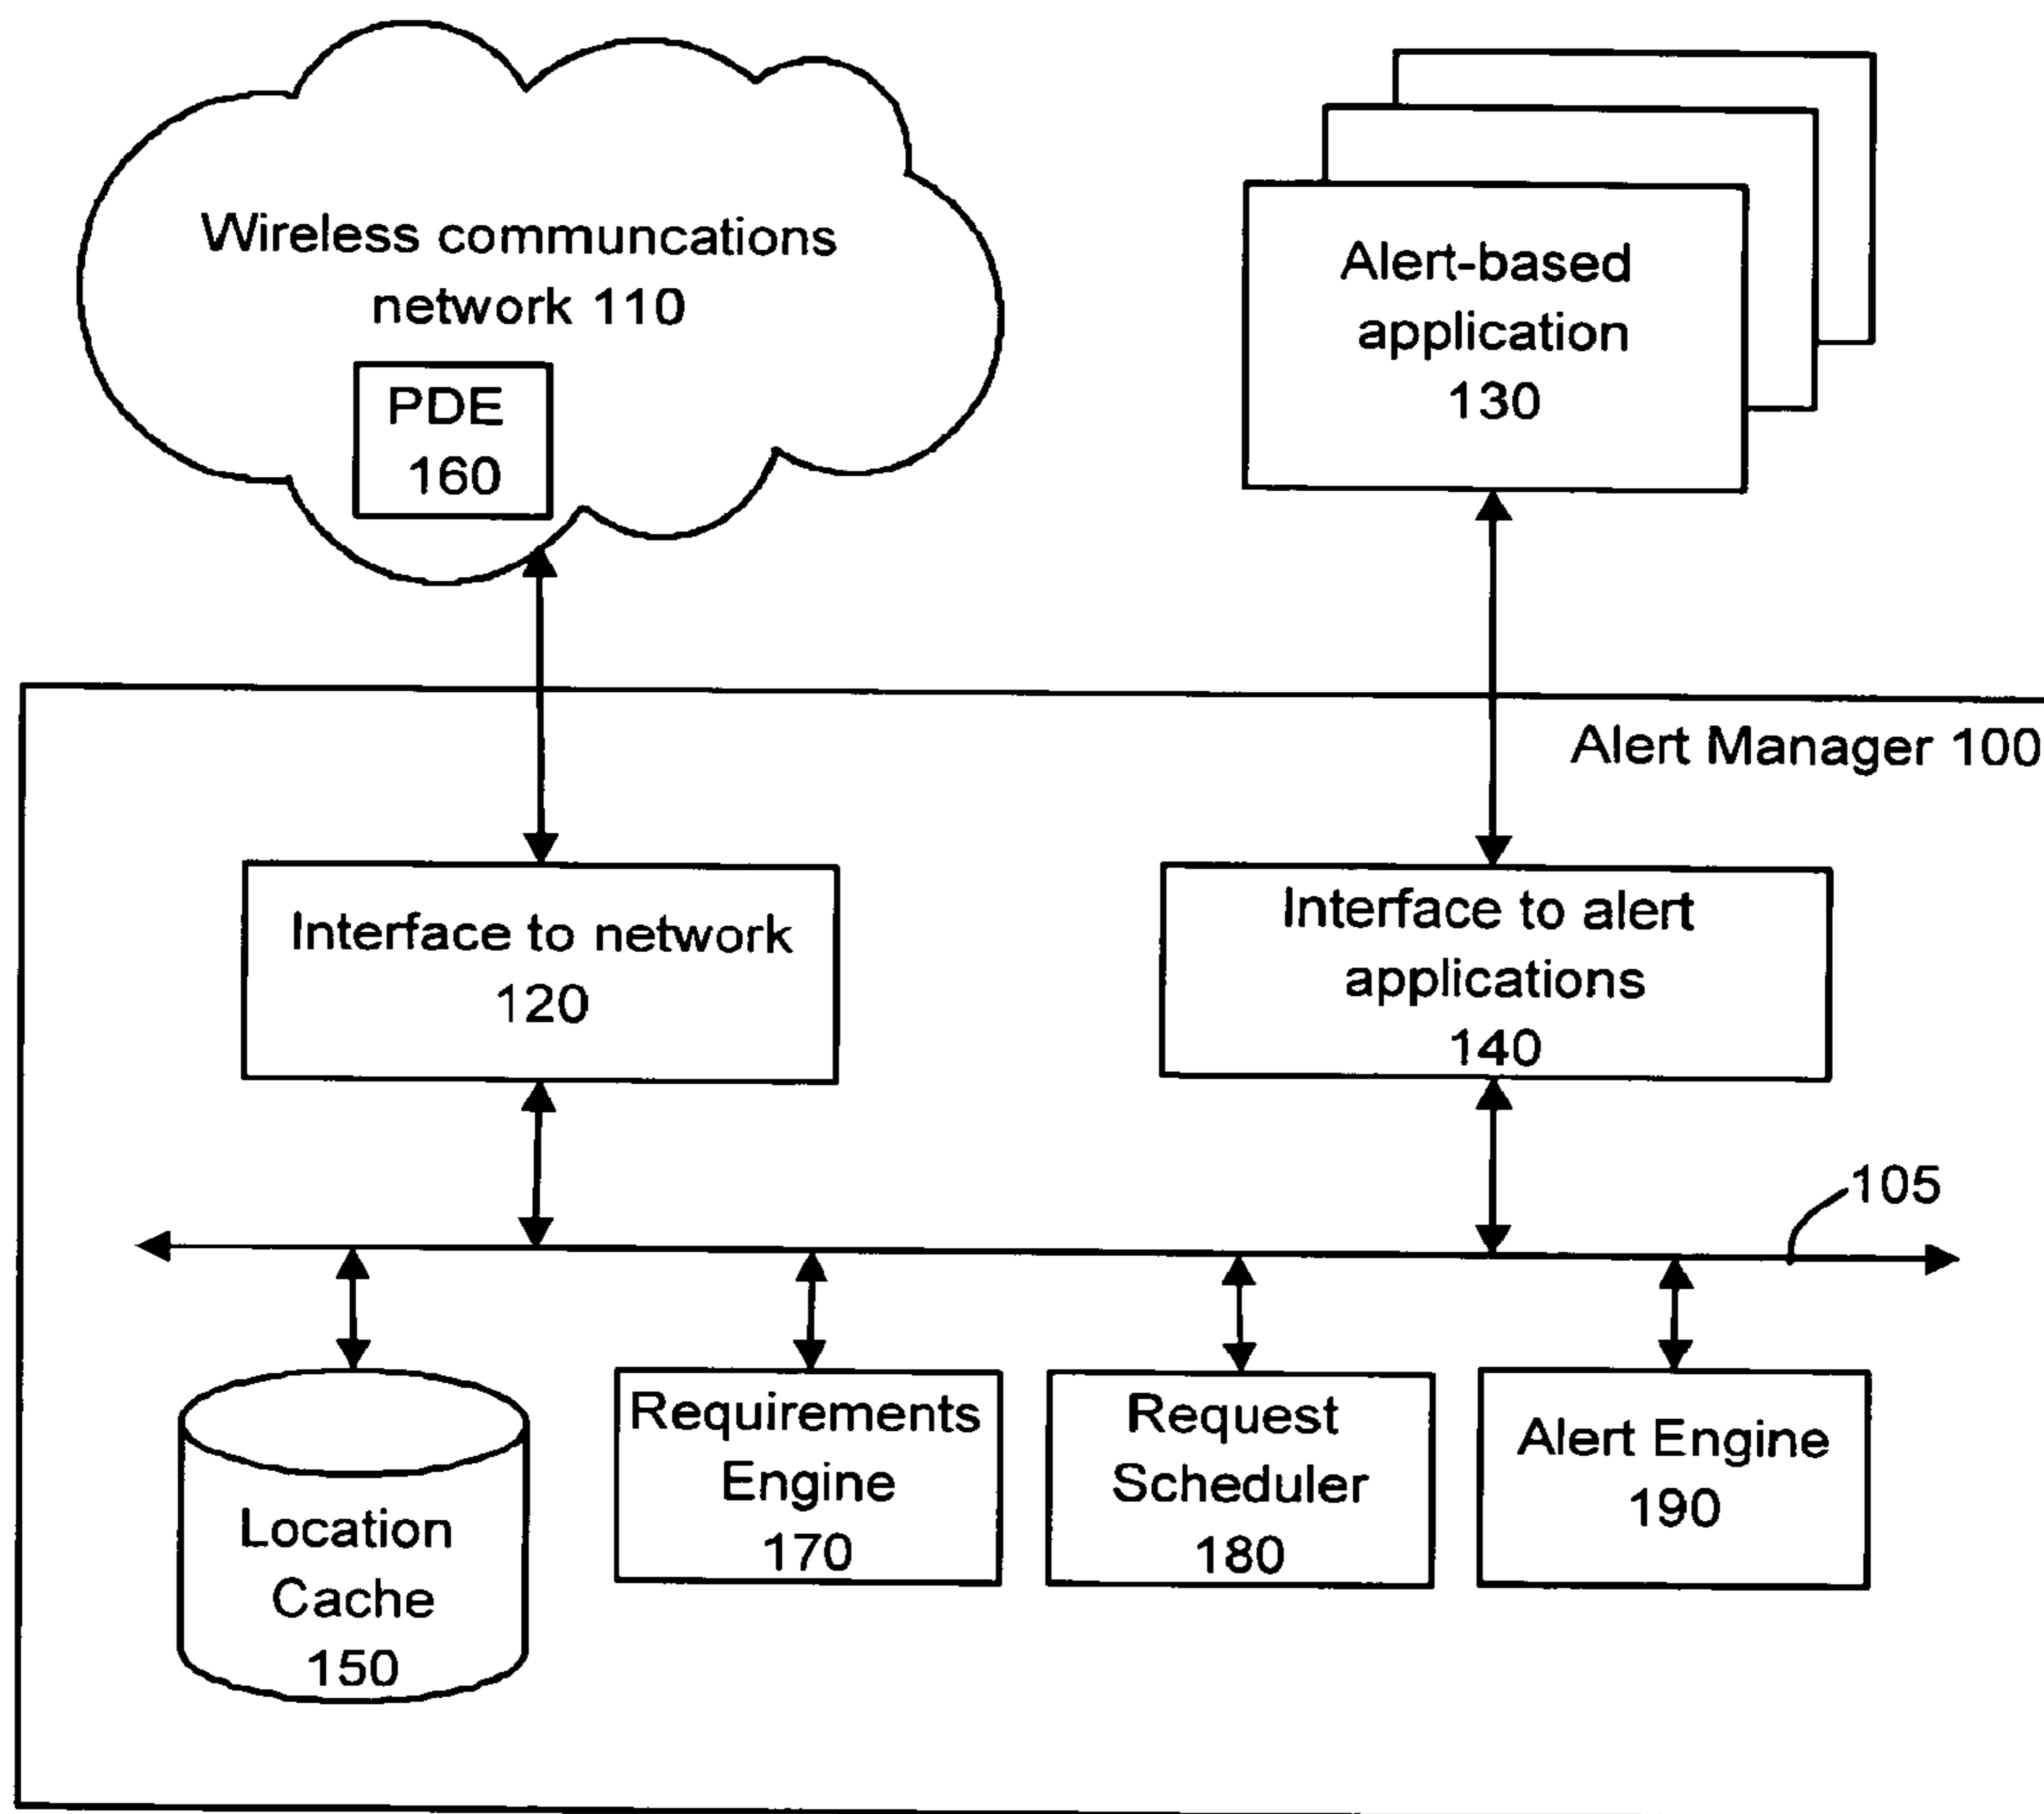 Wireless communcations
network 110
PDE
160
Alert-based
application
130
Alert Manager 100
Interface to network
120
Interface to alert
applications
140
105
Location
Cache
150
Requirements
Engine
170
Request
Scheduler
180
Alert Engine
190